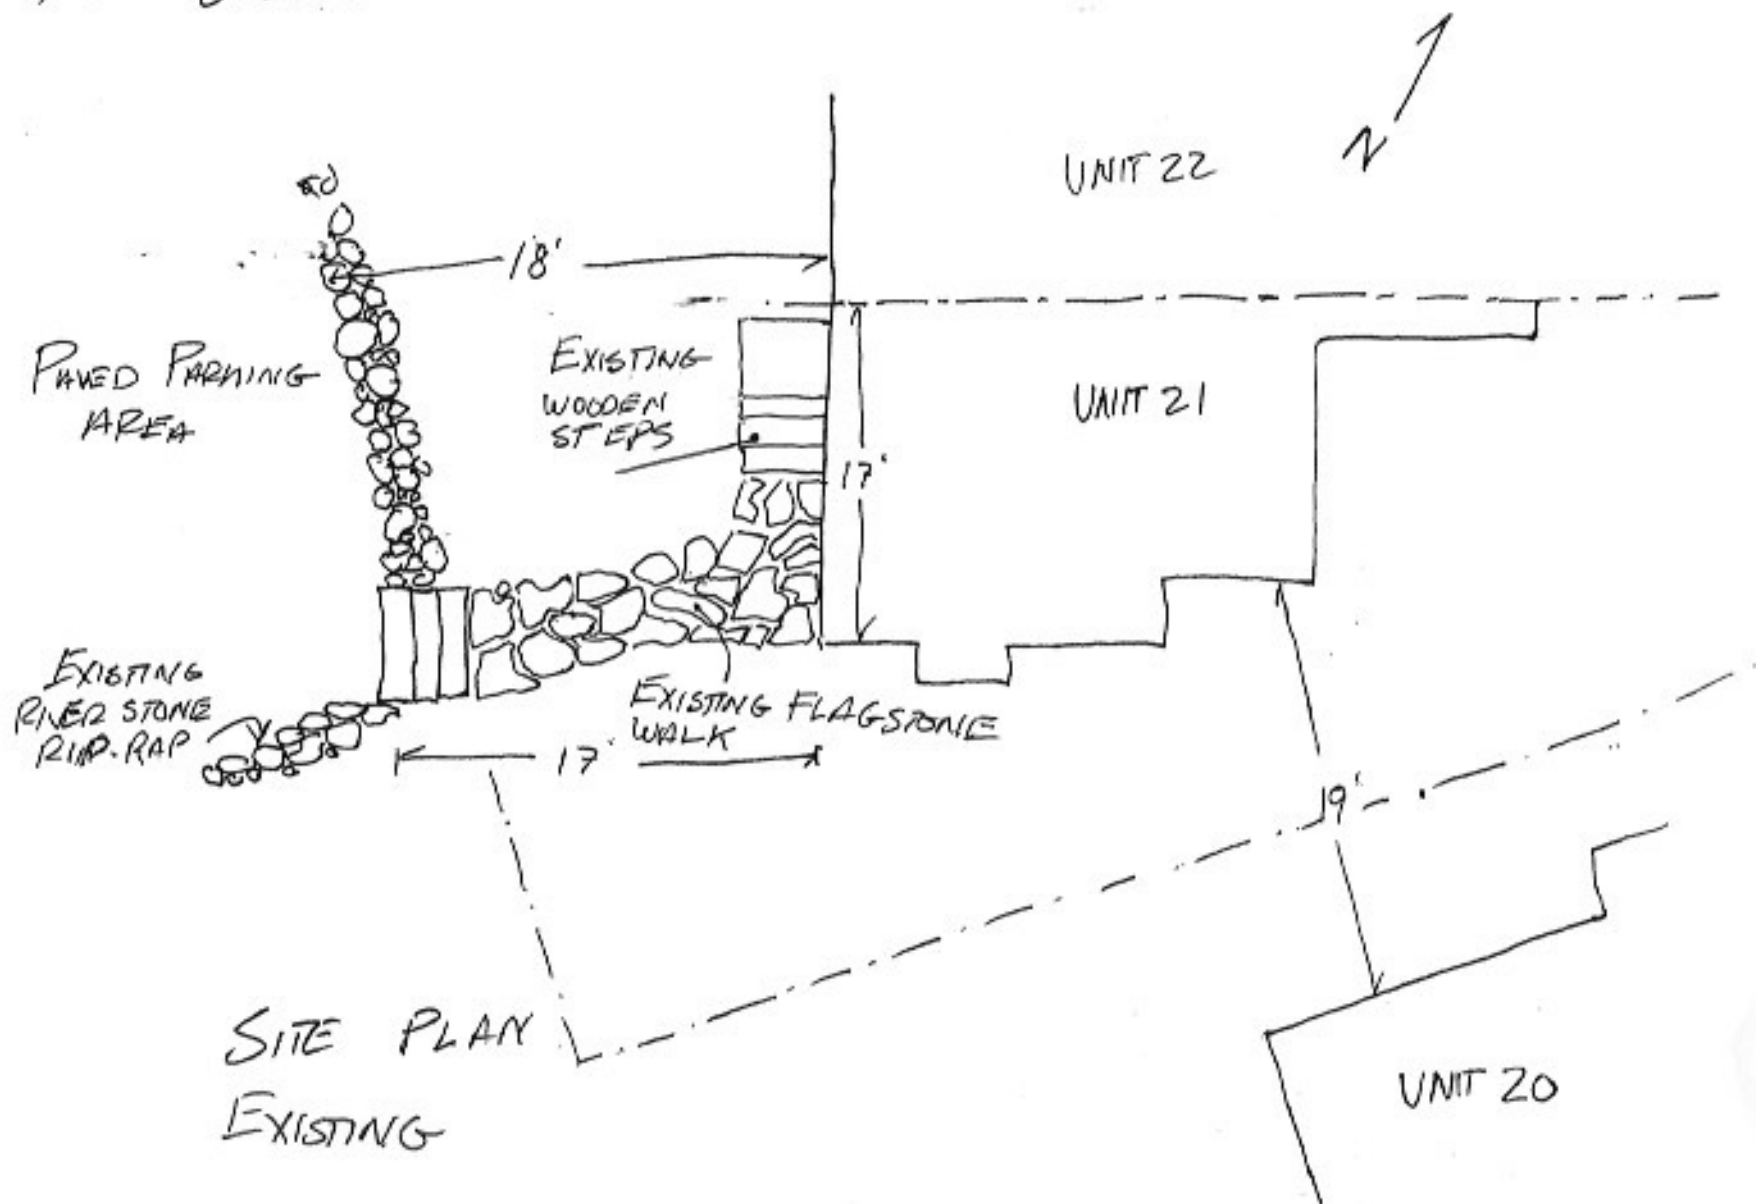 N
UNIT 22
18'
PAVED PARKING
AREA
EXISTING
WOODEN
STEPS
UNIT 21
17'
EXISTING
RIVER STONE
RIP-RAP
EXISTING FLAGSTONE
WALK
17'
19'
SITE PLAN
EXISTING
UNIT 20